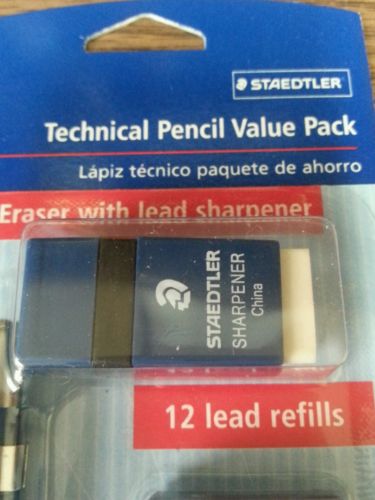 STAEDTLER
Technical Pencil Value Pack
Lápiz técnico paquete de ahorro
Eraser with lead sharpener
STAEDTLER
SHARPENER
China
12 lead refills